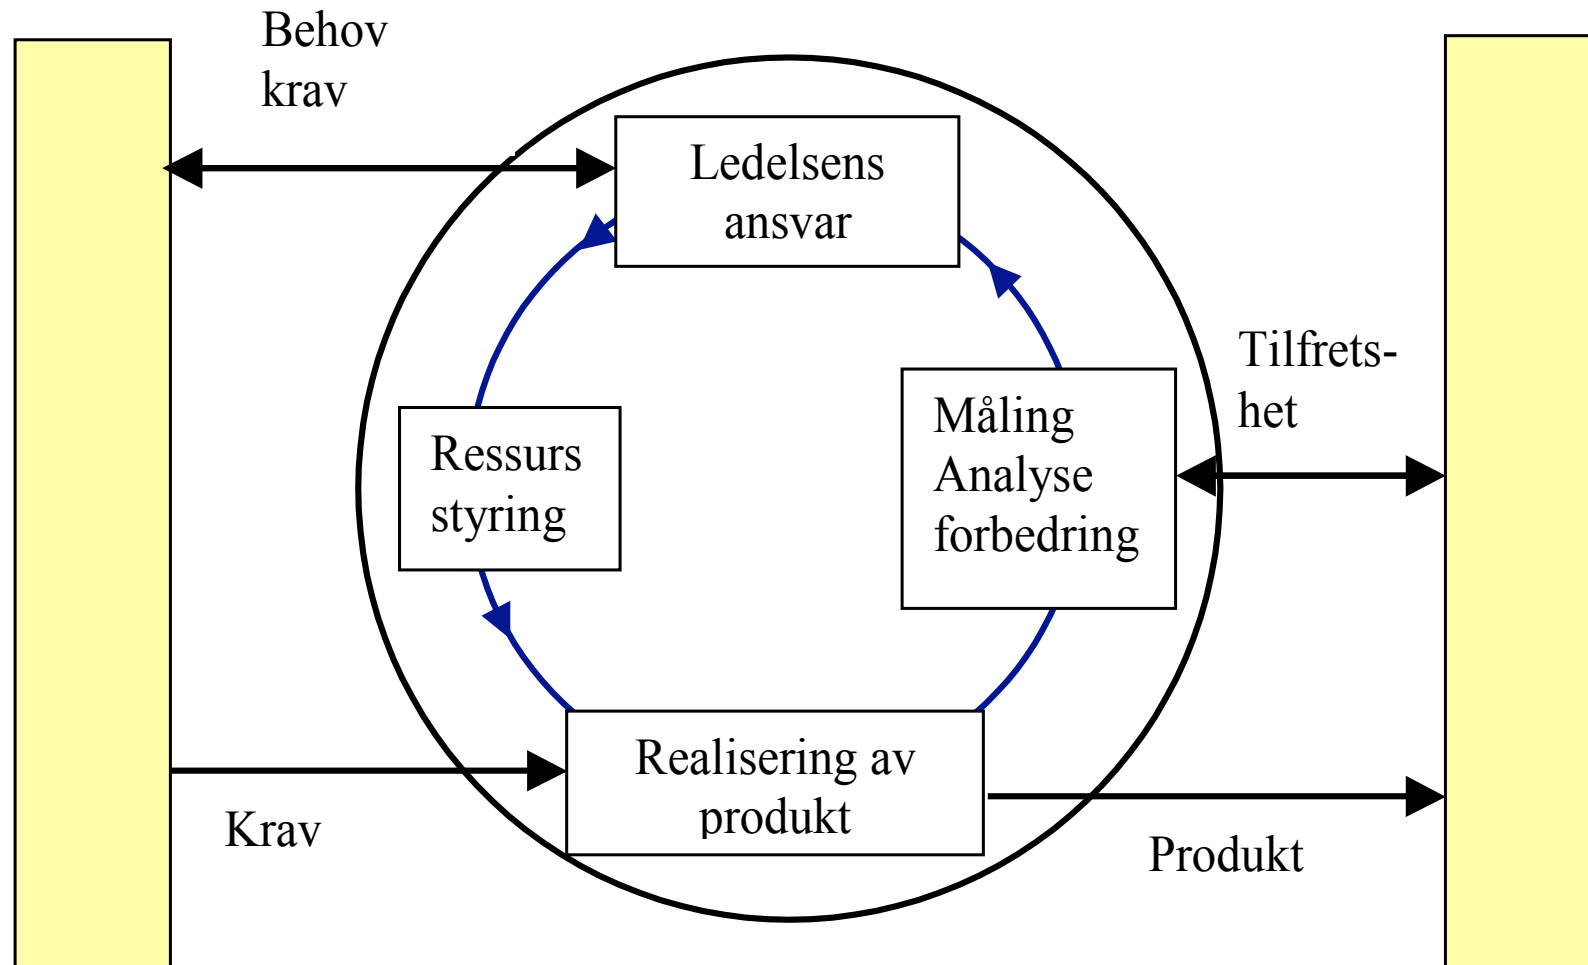 Behov
krav
Ledelsens
ansvar
Tilfrets-
het
Ressurs
styring
Måling
Analyse
forbedring
Realisering av
produkt
Krav
Produkt